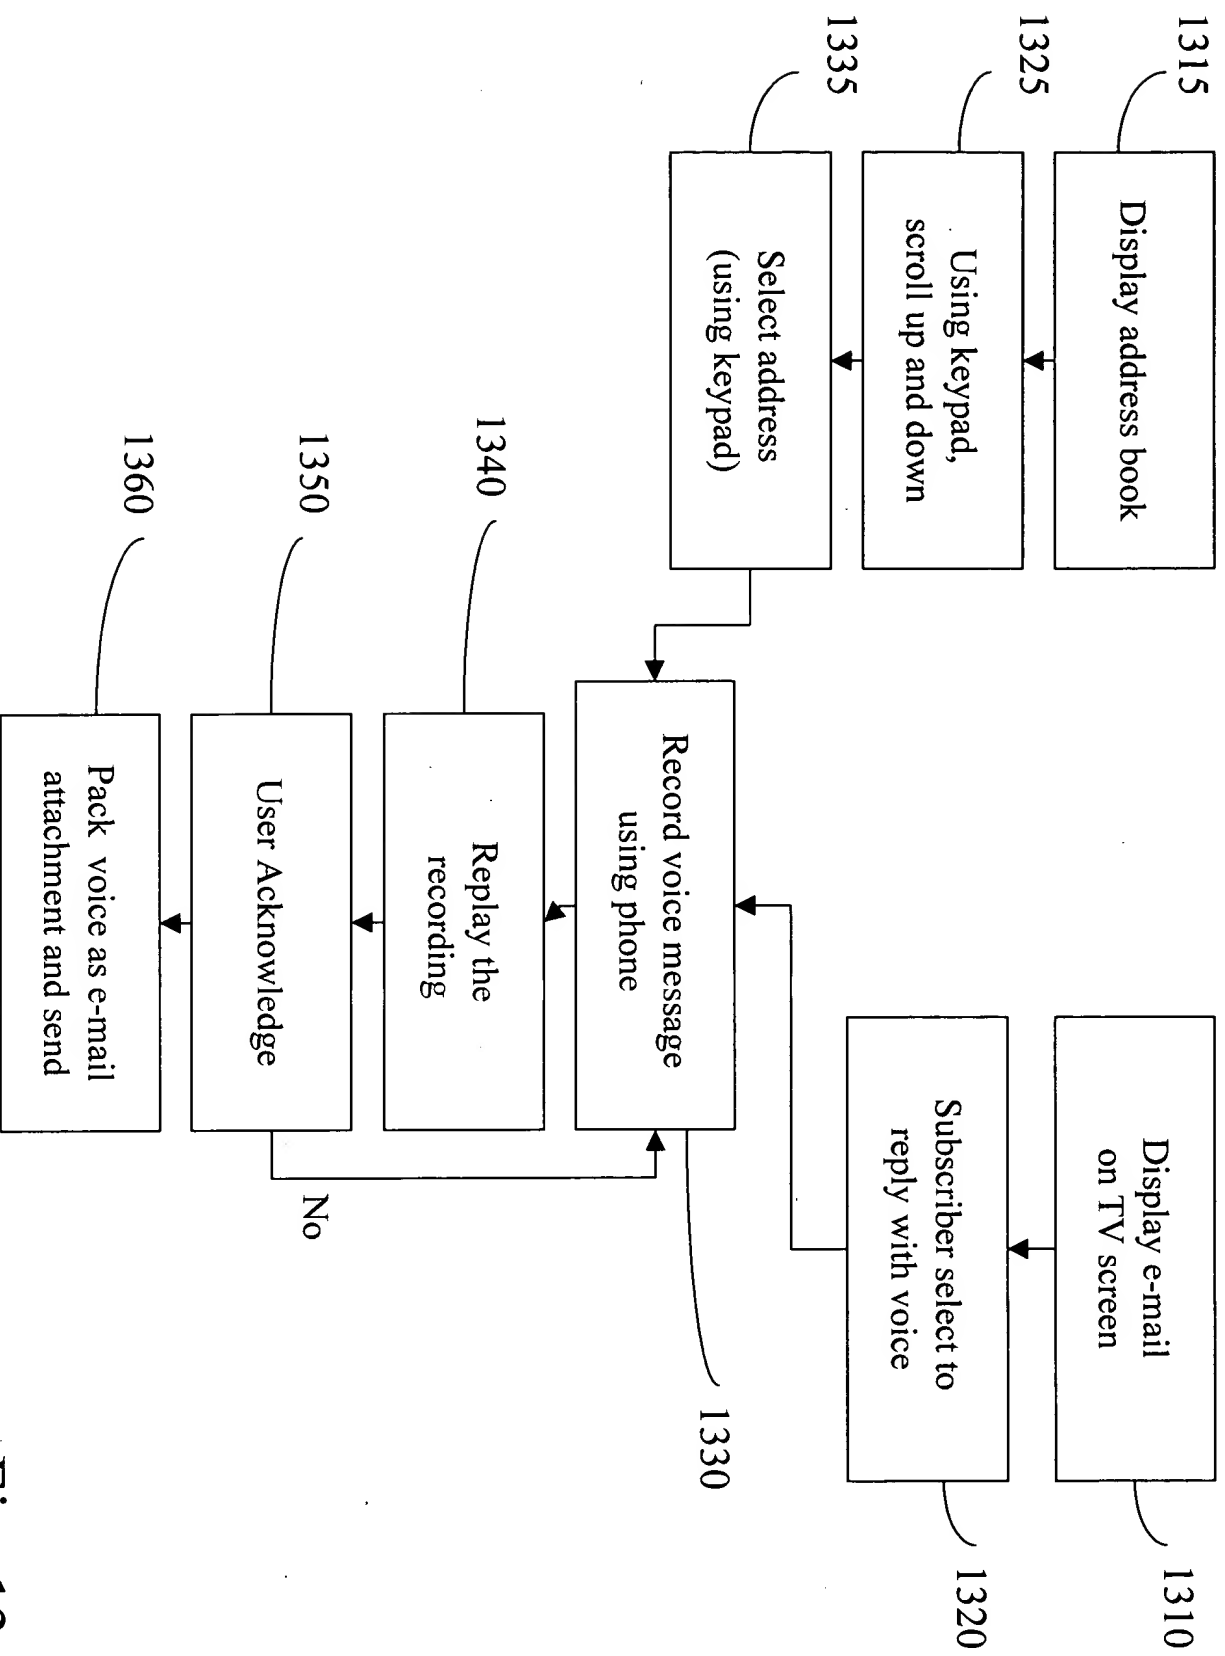 1315
Display address book
1325
Using keypad,
scroll up and down
1335
Select address
(using keypad)
Display e-mail
on TV screen
1310
Subscriber select to
reply with voice
1320
Record voice message
using phone
1330
Replay the
recording
1340
User Acknowledge
1350
No
Pack voice as e-mail
attachment and send
1360